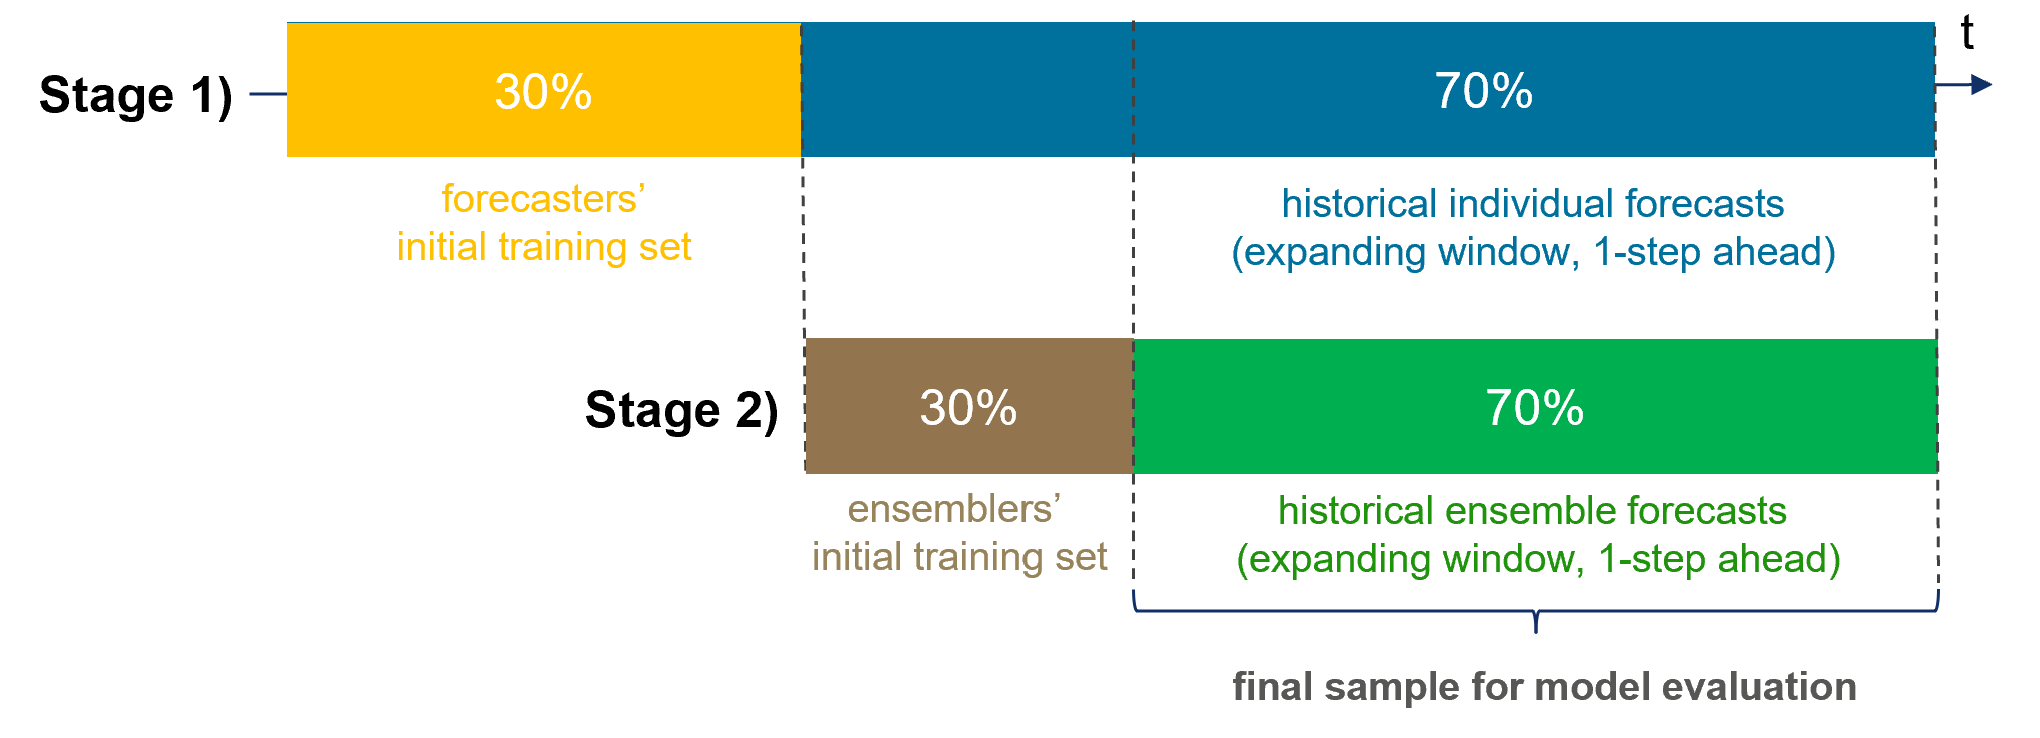 t
Stage 1)
30%
70%
forecasters’
initial training set
historical individual forecasts
(expanding window, 1-step ahead)
Stage 2)
30%
70%
ensemblers’
initial training set
historical ensemble forecasts
(expanding window, 1-step ahead)
final sample for model evaluation